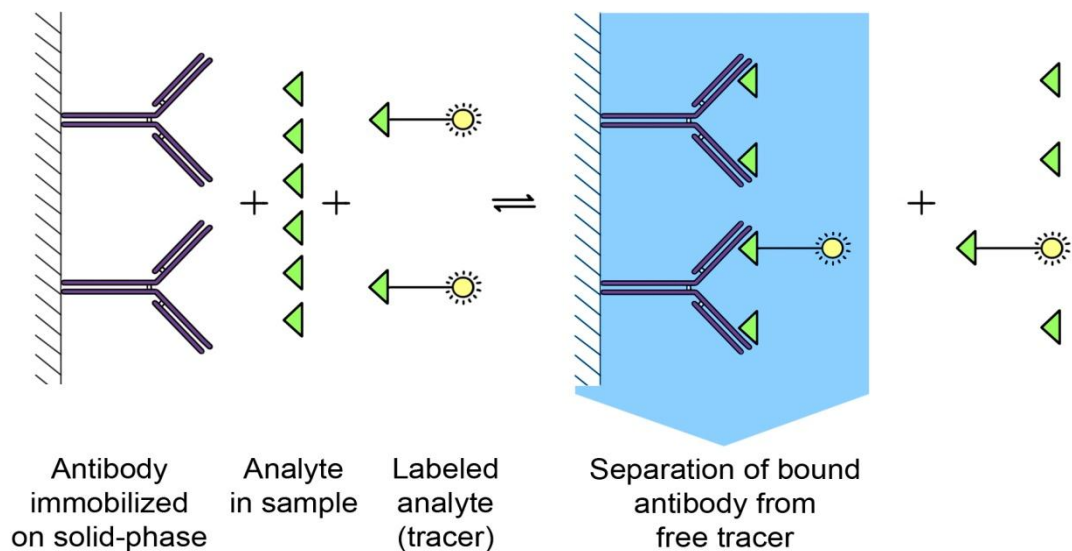 +
+
⇌
+
Antibody
immobilized
on solid-phase
Analyte
in sample
Labeled
analyte
(tracer)
Separation of bound
antibody from
free tracer